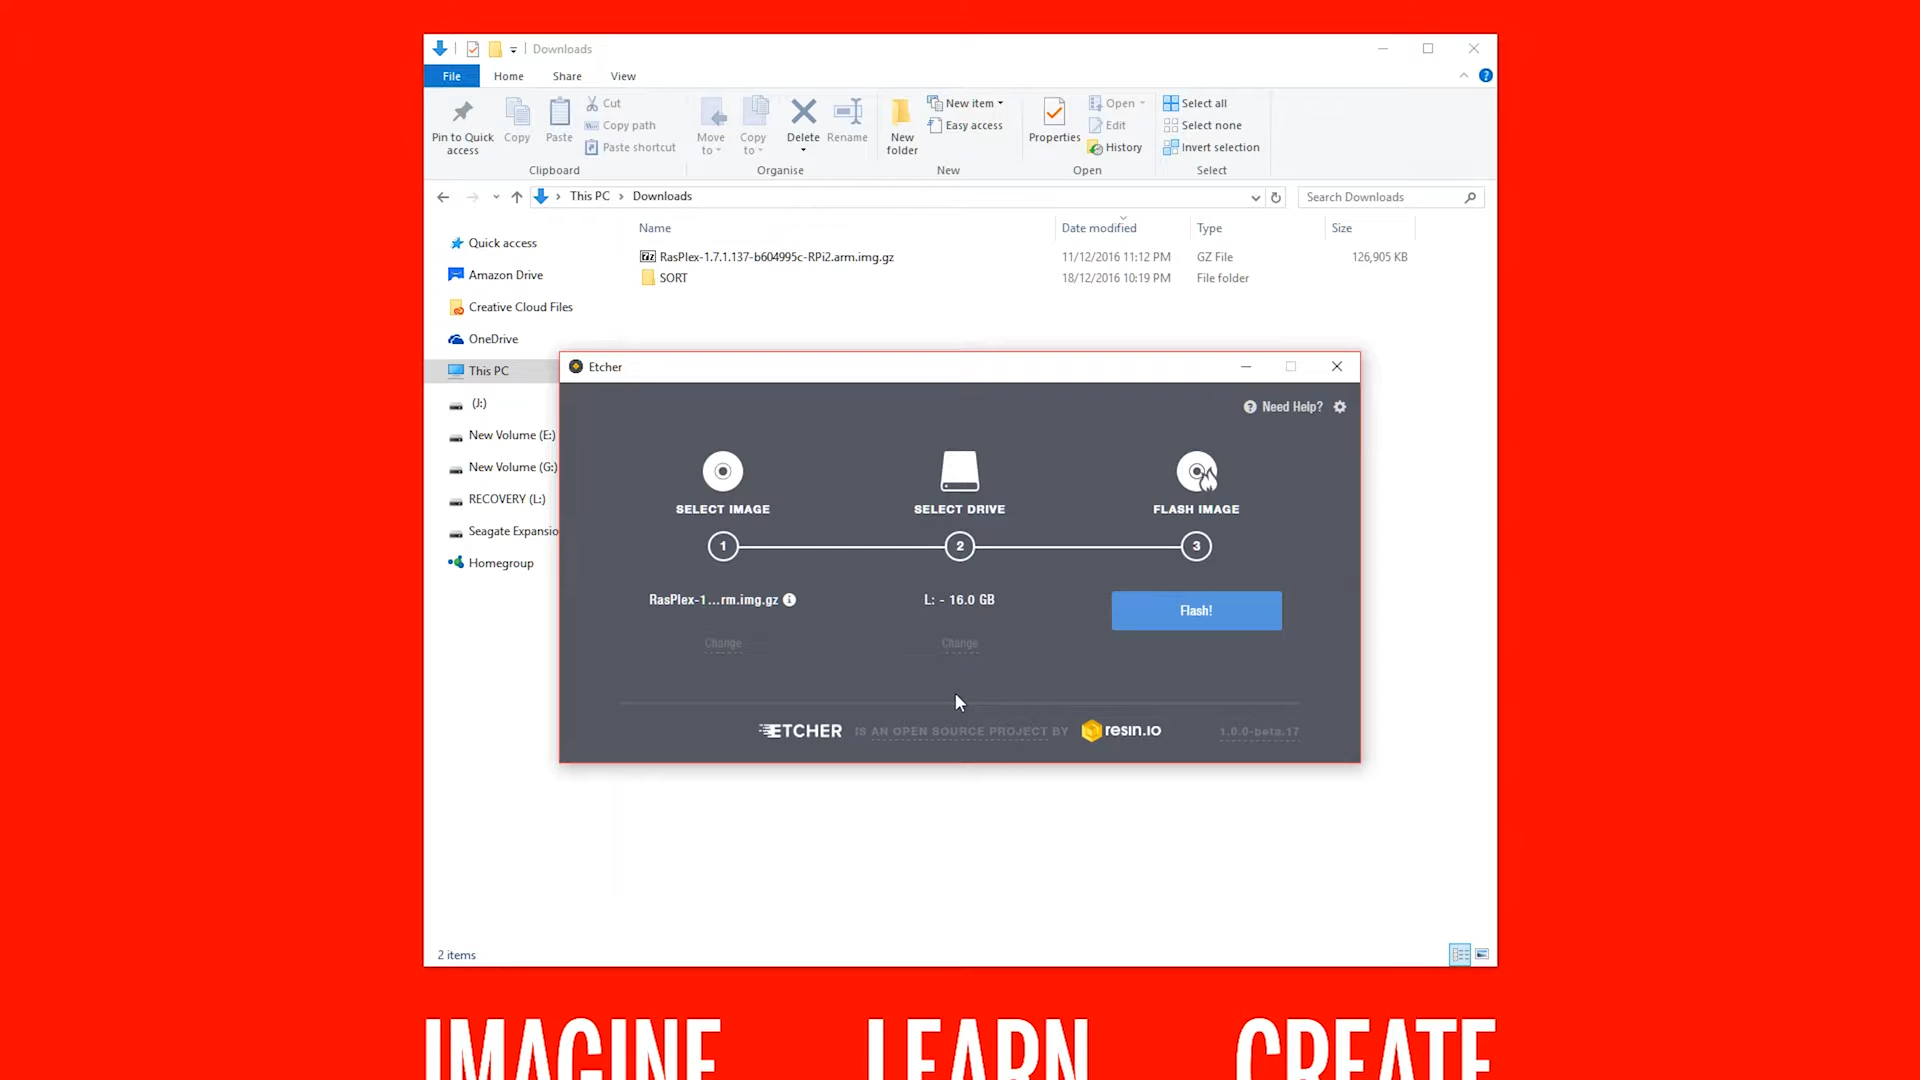 Downloads
File Home Share View
Pin to Quick access
Copy
Paste
Cut
Copy path
Paste shortcut
Clipboard
Move to
Copy to
Delete
Rename
Organise
New folder
New item
Easy access
New
Properties
Open
Edit
History
Open
Select all
Select none
Invert selection
Select
This PC Downloads
Search Downloads
Name Date modified Type Size
RasPlex-1.7.1.137-b604995c-RPi2.arm.img.gz 11/12/2016 11:12 PM GZ File 126,905 KB
SORT 18/12/2016 10:19 PM File folder
Quick access
Amazon Drive
Creative Cloud Files
OneDrive
This PC
(J:)
New Volume (E:)
New Volume (G:)
RECOVERY (L:)
Seagate Expansio
Homegroup
Etcher
? Need Help?
SELECT IMAGE SELECT DRIVE FLASH IMAGE
1 2 3
RasPlex-1...rm.img.gz L: - 16.0 GB Flash!
Change Change
ETCHER IS AN OPEN SOURCE PROJECT BY resin.io 1.0.0-beta.17
2 items
IMAGINE LEARN CREATE